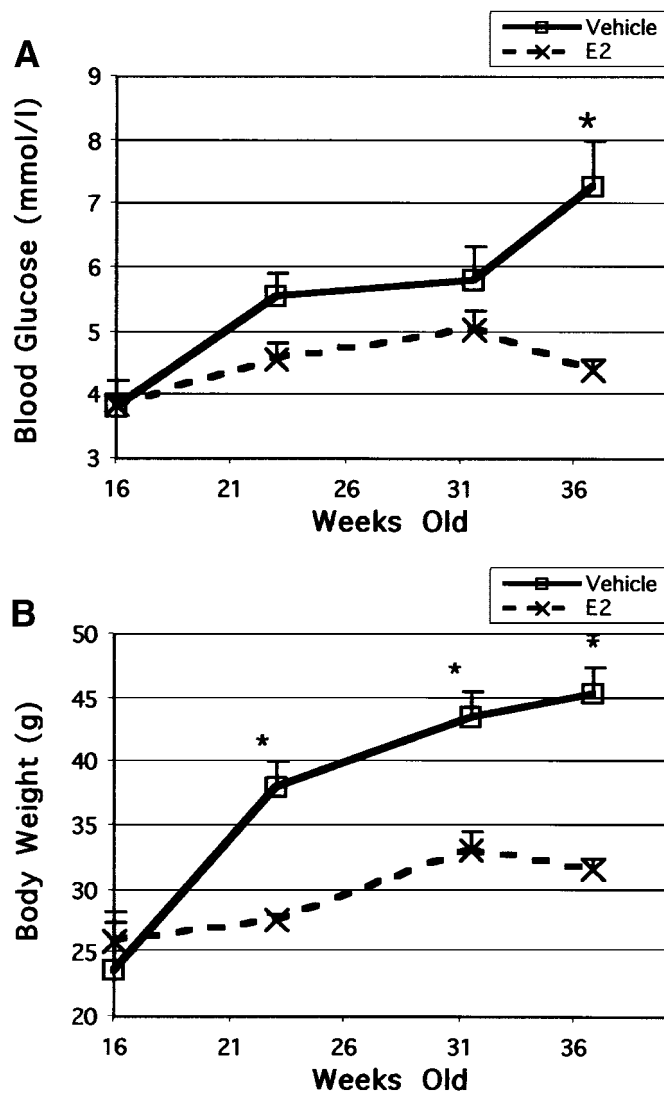 Vehicle
E2
A
9
8
7
6
5
4
3
Blood Glucose (mmol/l)
*
16 21 26 31 36
Weeks Old
Vehicle
E2
B
50
45
40
35
30
25
20
Body Weight (g)
* * *
16 21 26 31 36
Weeks Old